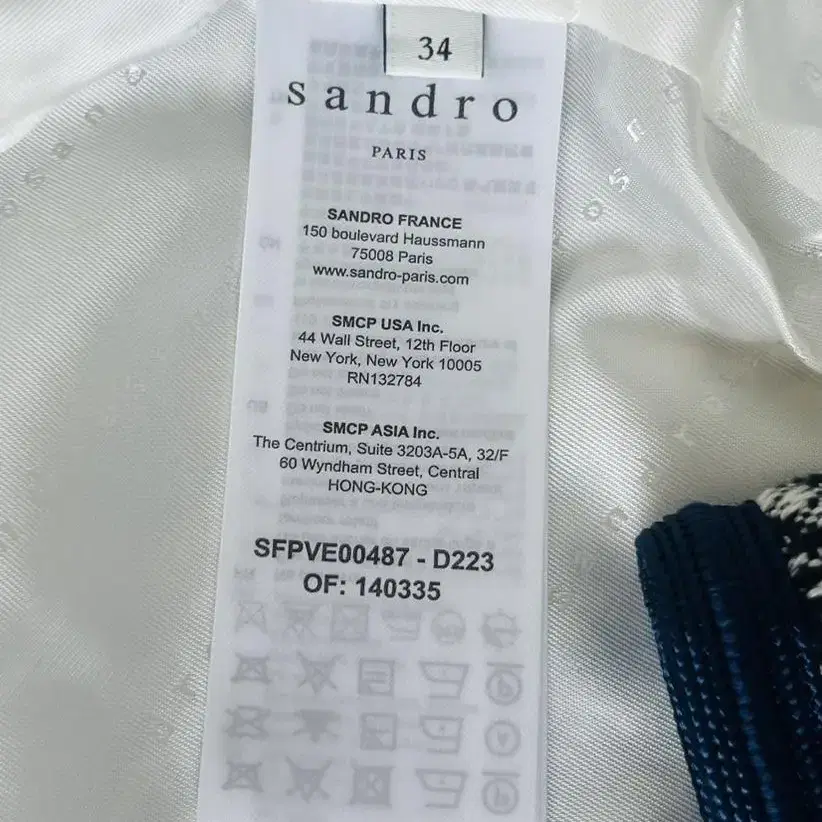 34
sandro
PARIS
SANDRO FRANCE
150 boulevard Haussmann
75008 Paris
www.sandro-paris.com
SMCP USA Inc.
44 Wall Street, 12th Floor
New York, New York 10005
RN132784
SMCP ASIA Inc.
The Centrium, Suite 3203A-5A, 32/F
60 Wyndham Street, Central
HONG-KONG
SFPVE00487 - D223
OF: 140335